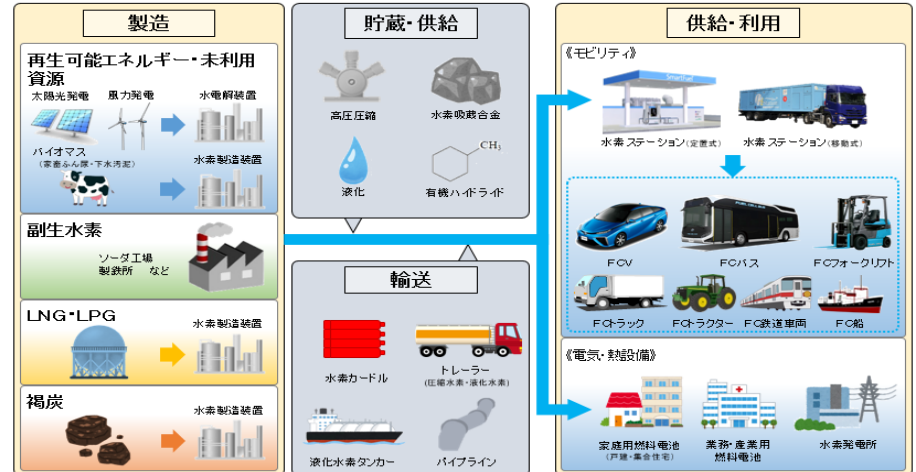 製造
再生可能エネルギー・未利用
資源
太陽光発電
風力発電
水電解装置
バイオマス
(家畜ふん尿・下水汚泥)
水素製造装置
副生水素
ソーダ工場
製鉄所 など
LNG・LPG
水素製造装置
褐炭
水素製造装置
貯蔵・供給
高圧圧縮
水素吸蔵合金
液化
CH3
有機ハイドライド
輸送
水素カードル
トレーラー
(圧縮水素・液化水素)
液化水素タンカー
パイプライン
供給・利用
《モビリティ》
水素ステーション(定置式)
水素ステーション(移動式)
FCV
FCバス
FCフォークリフト
FCトラック
FCトラクター
FC鉄道車両
FC船
《電気・熱設備》
家庭用燃料電池
(戸建・集合住宅)
業務・産業用
燃料電池
水素発電所